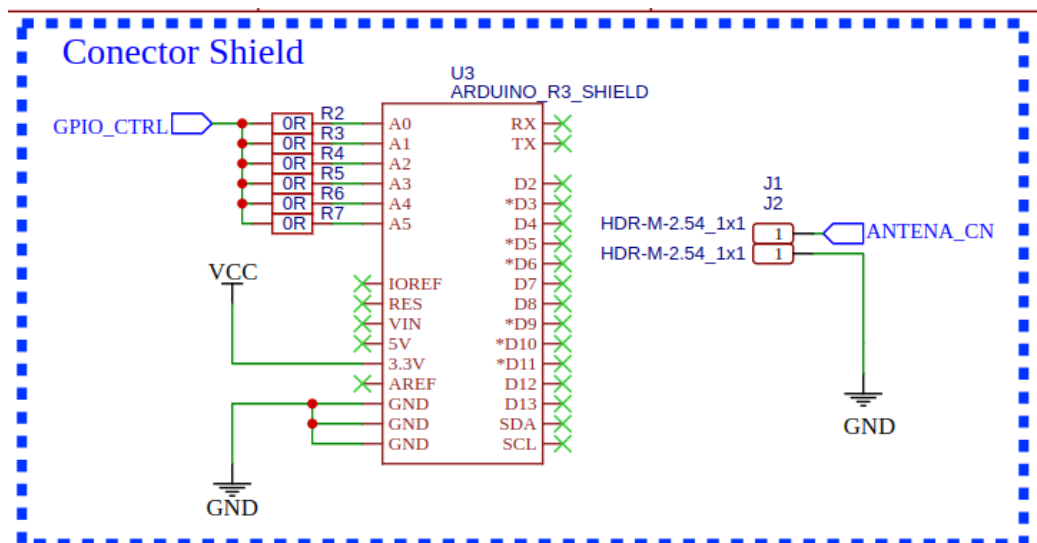 Conector Shield
U3
ARDUINO_R3_SHIELD
GPIO_CTRL
0R R2
0R R3
0R R4
0R R5
0R R6
0R R7
A0 RX
A1 TX
A2
A3 D2
A4 *D3
A5 D4
*D5
*D6
IOREF D7
RES D8
VIN *D9
5V *D10
3.3V *D11
AREF D12
GND D13
GND SDA
GND SCL
VCC
GND
J1
J2
HDR-M-2.54_1x1 1 ANTENA_CN
HDR-M-2.54_1x1 1
GND